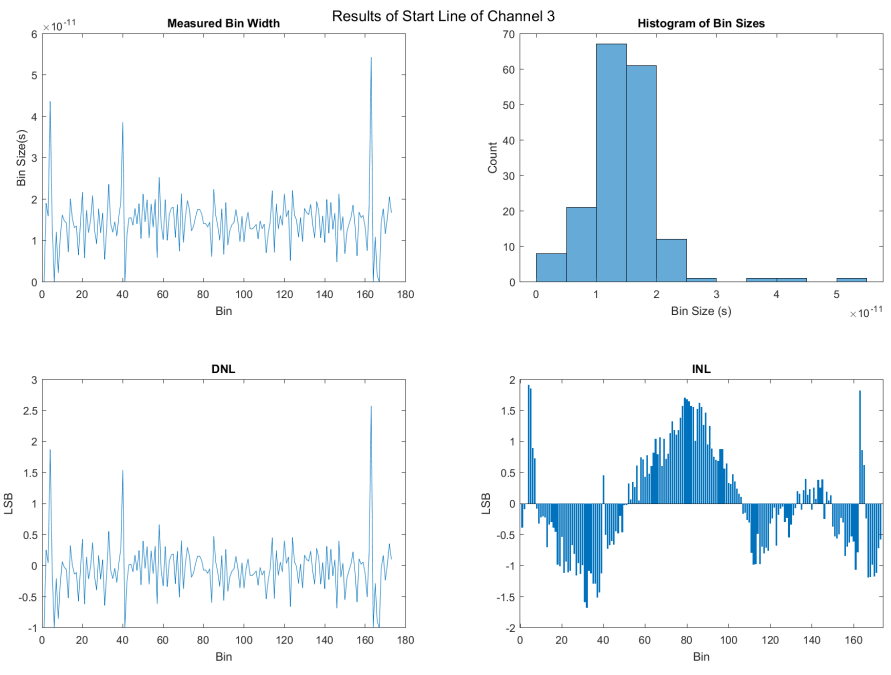 Results of Start Line of Channel 3
Measured Bin Width
×10⁻¹¹
6
5
4
3
2
1
0
Bin Size(s)
0 20 40 60 80 100 120 140 160 180
Bin
Histogram of Bin Sizes
70
60
50
40
30
20
10
0
Count
0 1 2 3 4 5
Bin Size (s)
×10⁻¹¹
DNL
3
2.5
2
1.5
1
0.5
0
-0.5
-1
LSB
0 20 40 60 80 100 120 140 160 180
Bin
INL
2
1.5
1
0.5
0
-0.5
-1
-1.5
-2
LSB
0 20 40 60 80 100 120 140 160
Bin